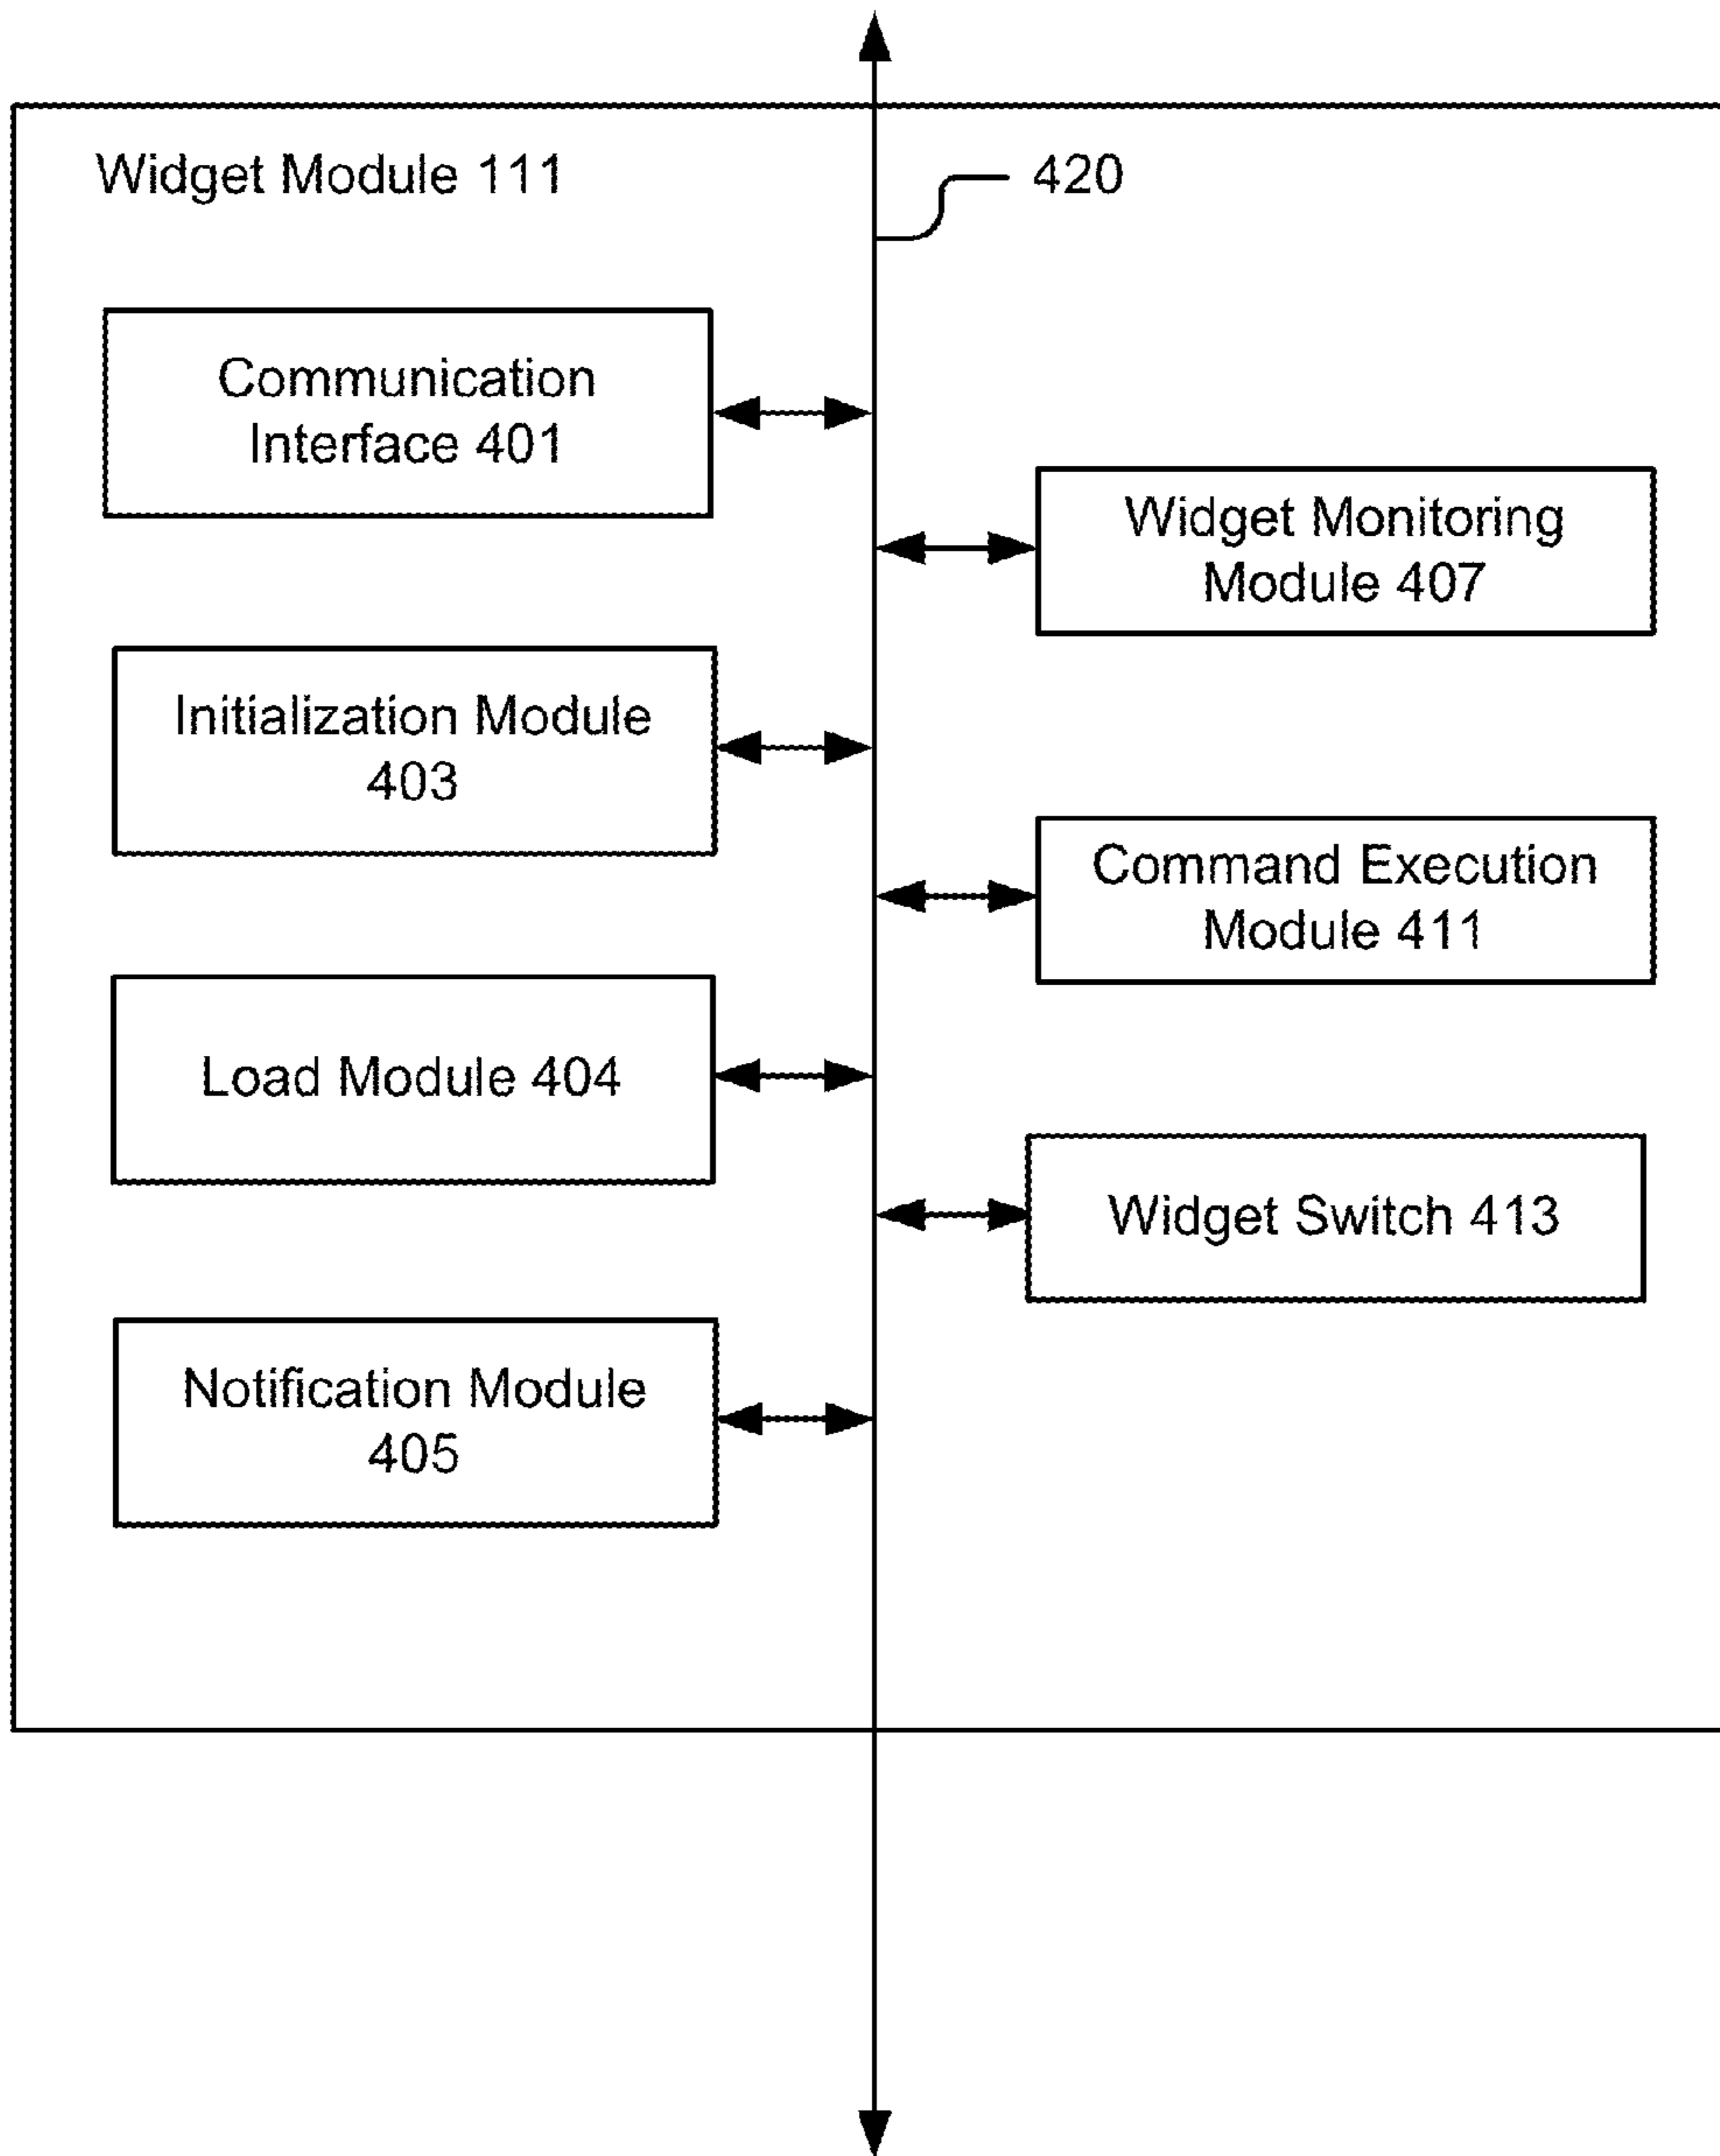 Widget Module 111
420
Communication
Interface 401
Initialization Module
403
Load Module 404
Notification Module
405
Widget Monitoring
Module 407
Command Execution
Module 411
Widget Switch 413